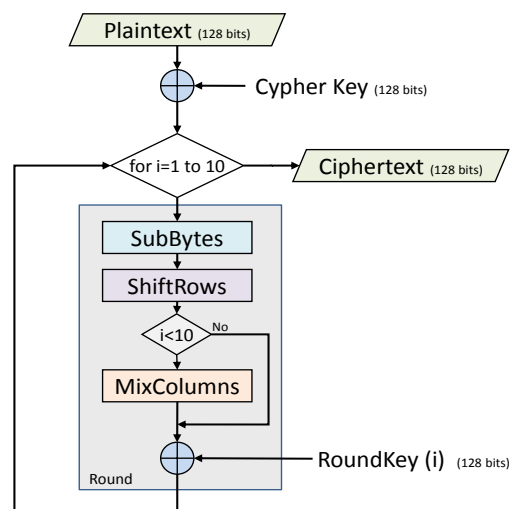 Plaintext (128 bits)
Cypher Key (128 bits)
for i=1 to 10
Ciphertext (128 bits)
SubBytes
ShiftRows
i<10
No
MixColumns
RoundKey (i) (128 bits)
Round